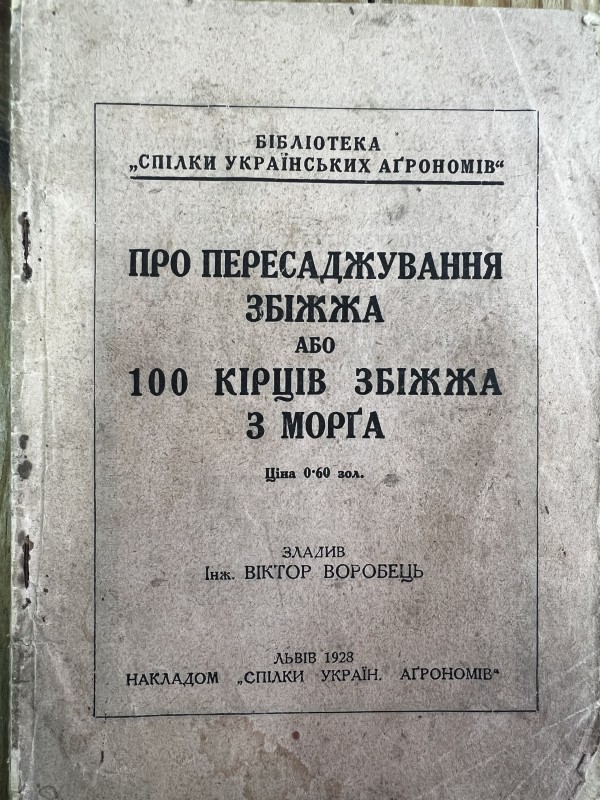 БІБЛІОТЕКА
„СПІЛКИ УКРАЇНСЬКИХ АҐРОНОМІВ“
ПРО ПЕРЕСАДЖУВАННЯ
ЗБІЖЖА
АБО
100 КІРЦІВ ЗБІЖЖА
З МОРҐА
Ціна 0·60 зол.
ЗЛАДИВ
Інж. ВІКТОР ВОРОБЕЦЬ
ЛЬВІВ 1928
НАКЛАДОМ „СПІЛКИ УКРАЇН. АҐРОНОМІВ“